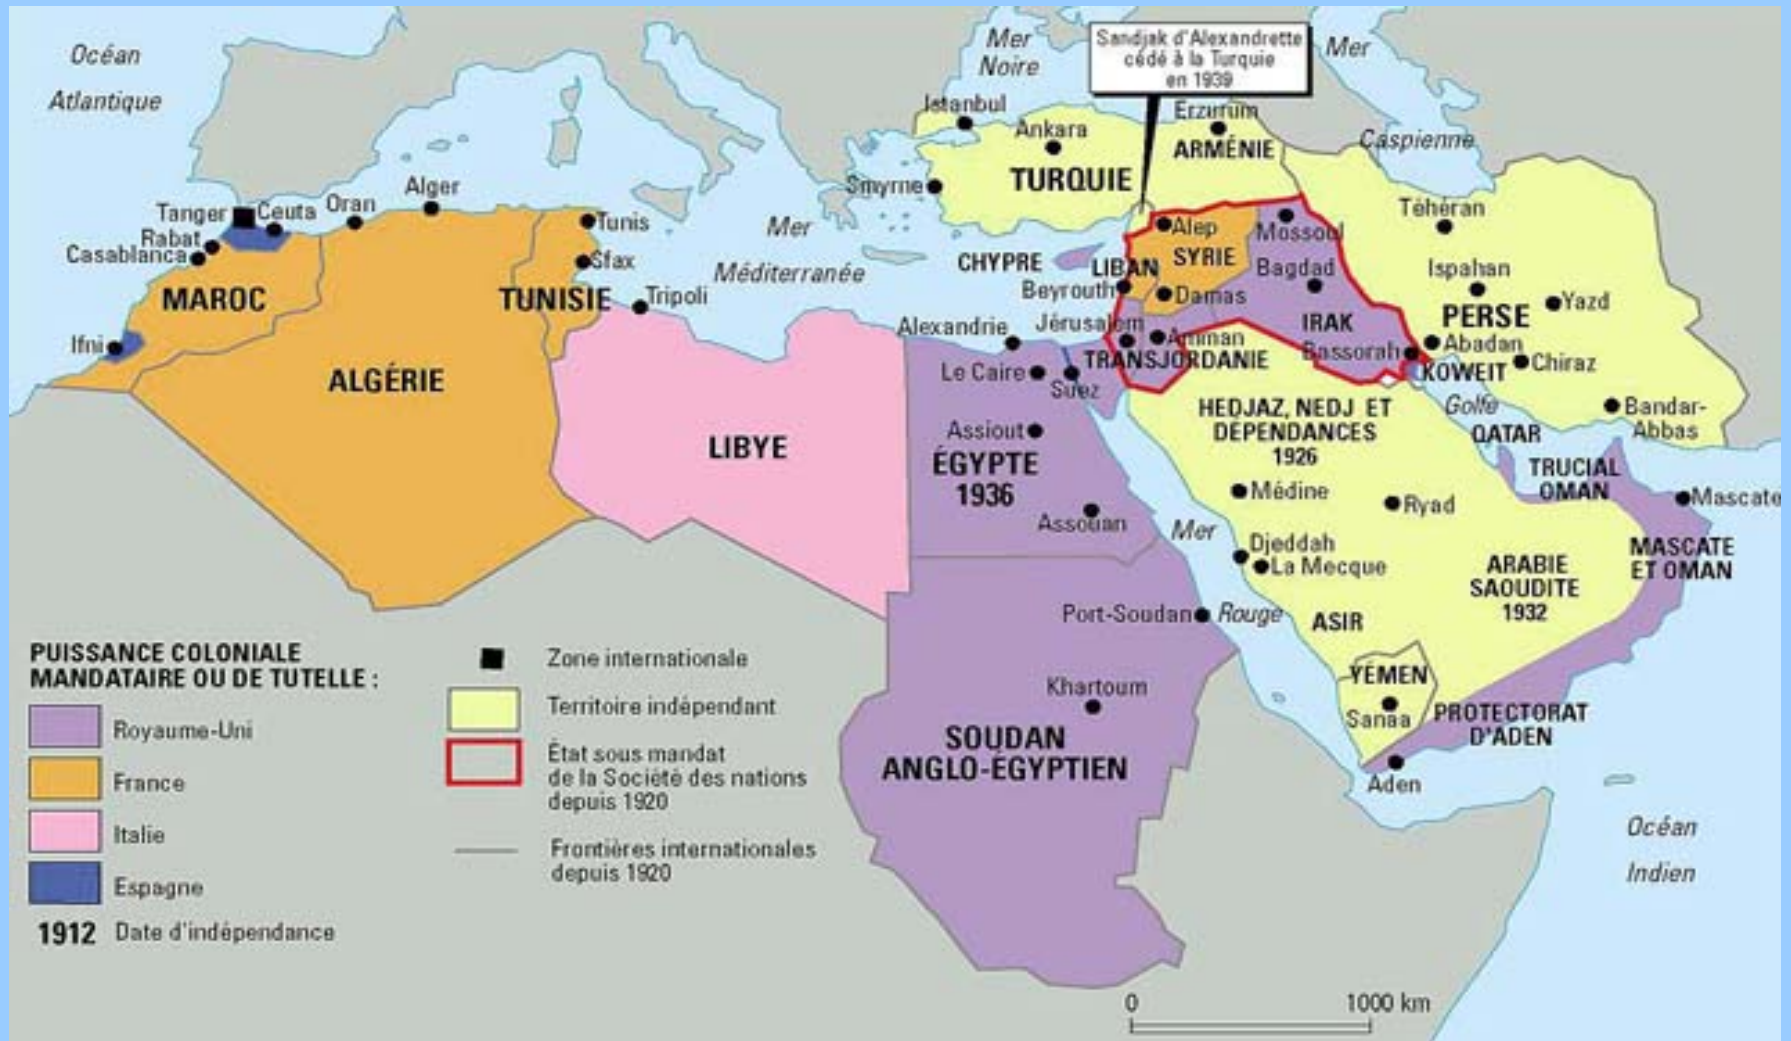 Océan
Atlantique
Mer
Noire
Sandjak d'Alexandrette
cédé à la Turquie
en 1939
Mer
Caspienne
Istanbul
Ankara
Erzurum
ARMÉNIE
TURQUIE
Smyrne
Tanger
Ceuta
Oran
Alger
Rabat
Casablanca
Tunis
Sfax
Mer
Méditerranée
CHYPRE
LIBAN
Beyrouth
Alep
SYRIE
Damas
Mossoul
Bagdad
Téhéran
Ispahan
Yazd
PERSE
MAROC
TUNISIE
Tripoli
Ifni
ALGÉRIE
Alexandrie
Jérusalem
Amman
TRANSJORDANIE
IRAK
Bassorah
Abadan
Chiraz
KOWEIT
Le Caire
Suez
Golfe
Bandar-
Abbas
HEDJAZ, NEDJ ET
DÉPENDANCES
1926
QATAR
TRUCIAL
OMAN
Mascate
LIBYE
Assiout
ÉGYPTE
1936
Assouan
Médine
Ryad
Mer
Rouge
Djeddah
La Mecque
ARABIE
SAOUDITE
1932
MASCATE
ET OMAN
Port-Soudan
ASIR
YÉMEN
Sanaa
PROTECTORAT
D'ADEN
Aden
Khartoum
SOUDAN
ANGLO-ÉGYPTIEN
Océan
Indien
PUISSANCE COLONIALE
MANDATAIRE OU DE TUTELLE :
Royaume-Uni
France
Italie
Espagne
1912 Date d'indépendance
Zone internationale
Territoire indépendant
État sous mandat
de la Société des nations
depuis 1920
Frontières internationales
depuis 1920
0 1000 km